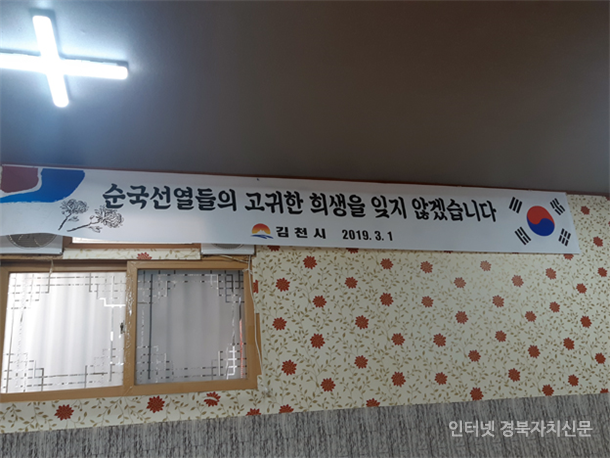 순국선열들의 고귀한 희생을 잊지 않겠습니다
김천시 2019. 3. 1
인터넷 경북자치신문